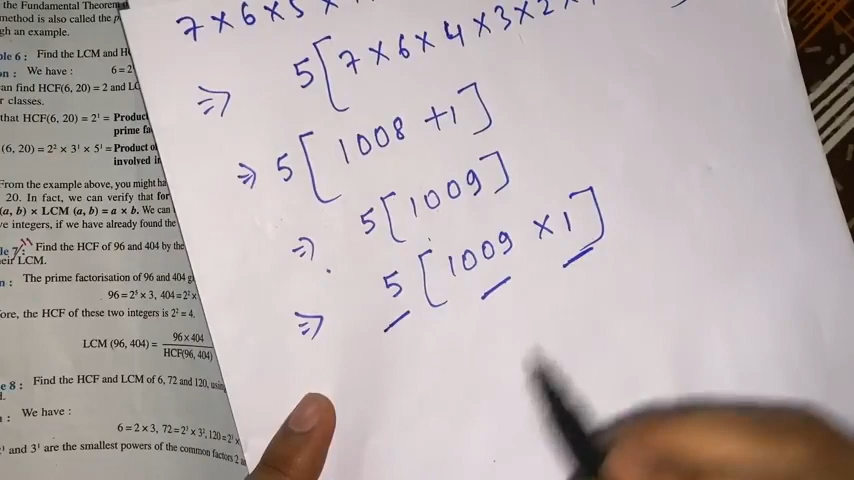 the Fundamental Theorem
method is also called the
gh an example.
ple 6 : Find the LCM and
on : We have : 6 = 2
an find HCF(6, 20) = 2 and
r classes.
that HCF(6, 20) = 2¹ = Product
prime
(6, 20) = 2² × 3¹ × 5¹ = Product
involved
From the example above, you might
20. In fact, we can verify that for
(a, b) × LCM (a, b) = a × b. We can
ve integers, if we have already found the
le 7 : Find the HCF of 96 and 404 by the
eir LCM.
n : The prime factorisation of 96 and 404
96 = 2⁵ × 3, 404 = 2² ×
ore, the HCF of these two integers is 2² = 4.
LCM (96, 404) = 96 × 404 / HCF(96, 404)
e 8 : Find the HCF and LCM of 6, 72 and 120,
: We have :
6 = 2 × 3, 72 = 2³ × 3², 120 = 2³ ×
2¹ and 3¹ are the smallest powers of the common factors 2
7 × 6 × 5 ×
⇒ 5 [ 7 × 6 × 4 × 3 × 2 ×
⇒ 5 [ 1008 + 1 ]
⇒ 5 [ 1009 ]
⇒ 5 [ 1009 × 1 ]